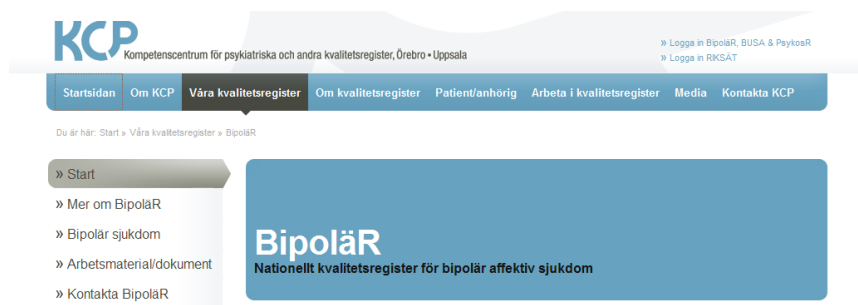 KCP
Kompetenscentrum för psykiatriska och andra kvalitetsregister, Örebro • Uppsala
» Logga in BipoläR, BUSA & PsykosR
» Logga in RIKSÄT
Startsidan Om KCP Våra kvalitetsregister Om kvalitetsregister Patient/anhörig Arbeta i kvalitetsregister Media Kontakta KCP
Du är här: Start » Våra kvalitetsregister » BipoläR
» Start
» Mer om BipoläR
» Bipolär sjukdom
» Arbetsmaterial/dokument
» Kontakta BipoläR
BipoläR
Nationellt kvalitetsregister för bipolär affektiv sjukdom